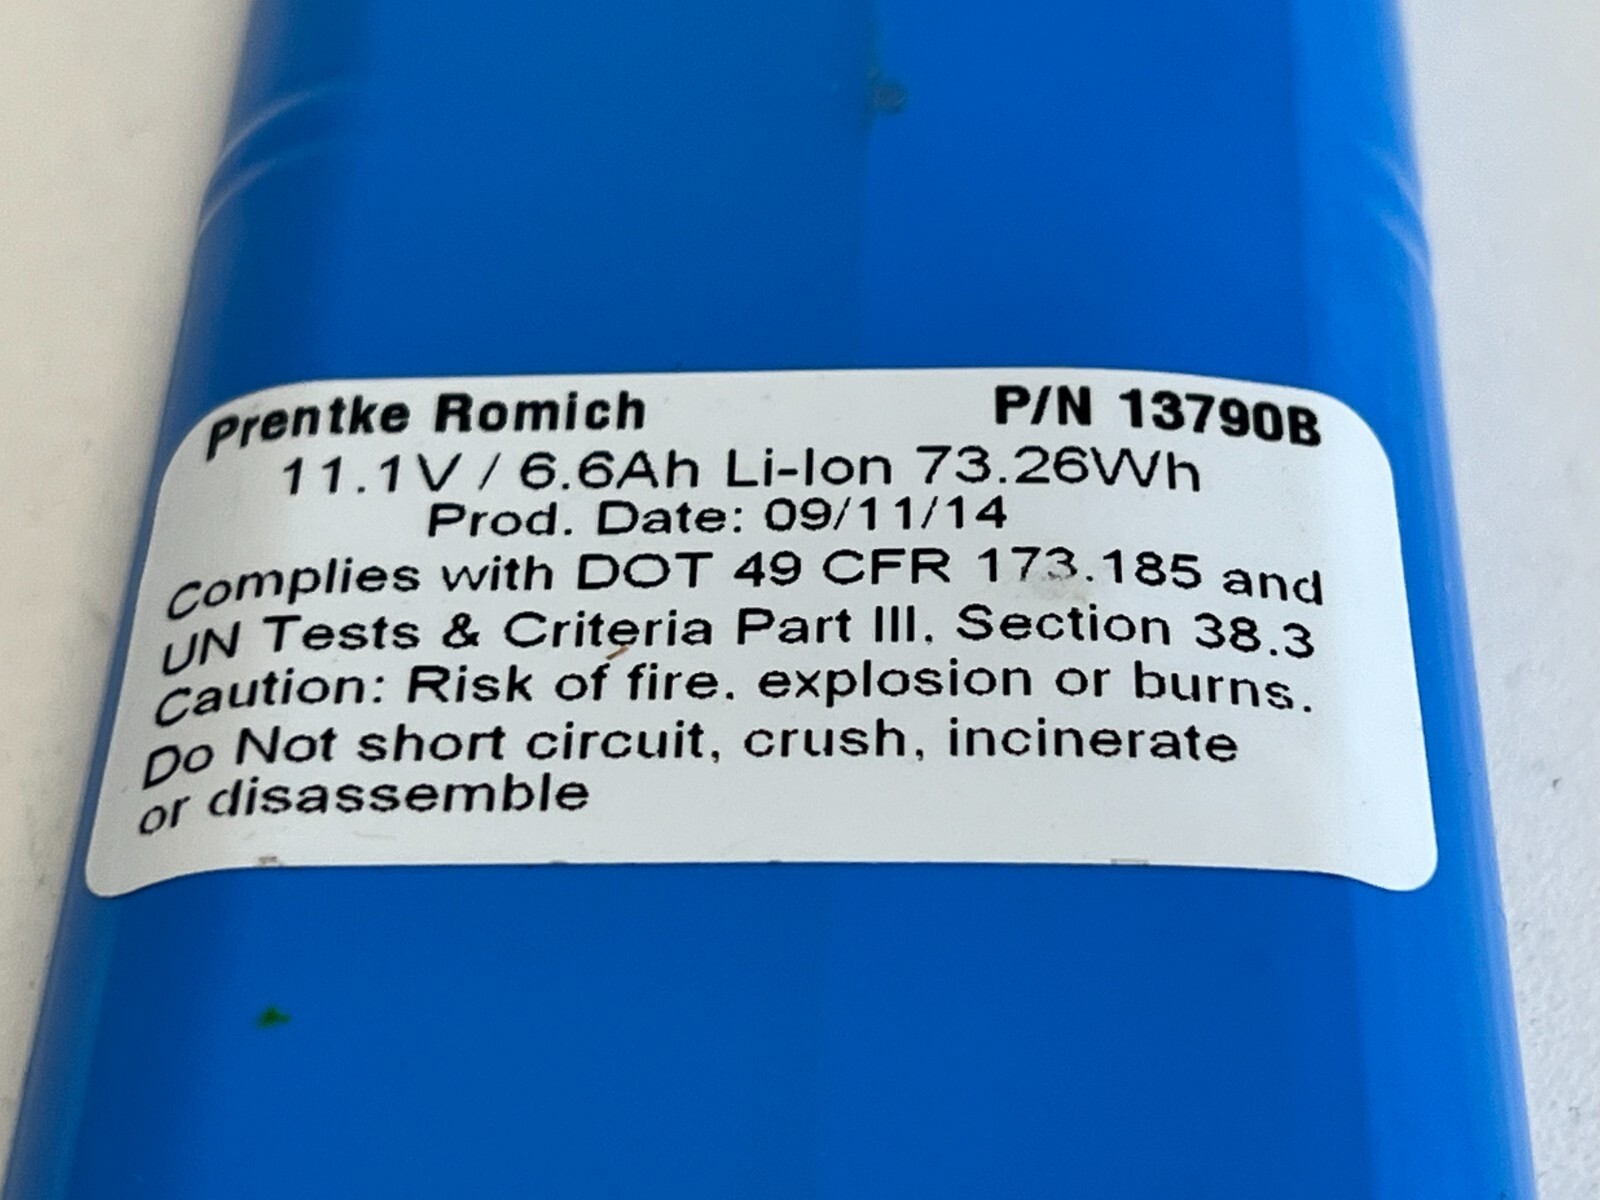 Prentke Romich P/N 13790B
11.1V / 6.6Ah Li-Ion 73.26Wh
Prod. Date: 09/11/14
Complies with DOT 49 CFR 173.185 and
UN Tests & Criteria Part III. Section 38.3
Caution: Risk of fire. explosion or burns.
Do Not short circuit, crush, incinerate
or disassemble